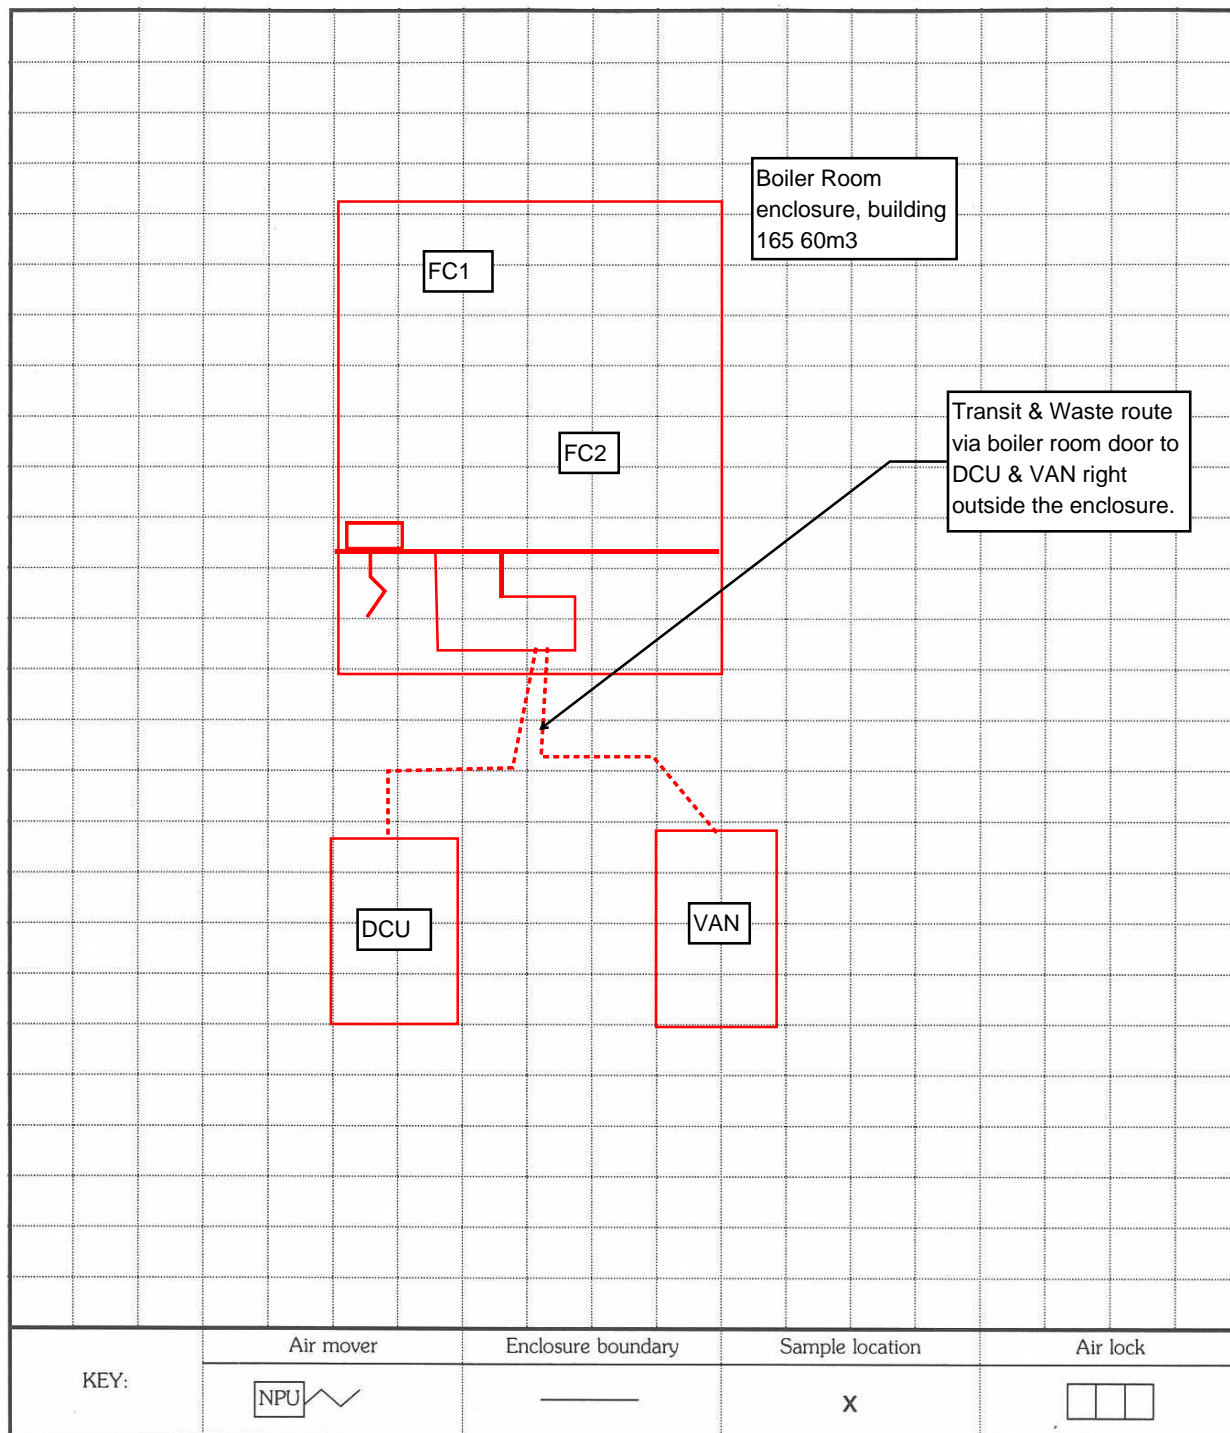 Boiler Room
enclosure, building
165 60m3
FC1
Transit & Waste route
via boiler room door to
DCU & VAN right
outside the enclosure.
FC2
DCU
VAN
KEY:
Air mover
Enclosure boundary
Sample location
Air lock
NPU
X